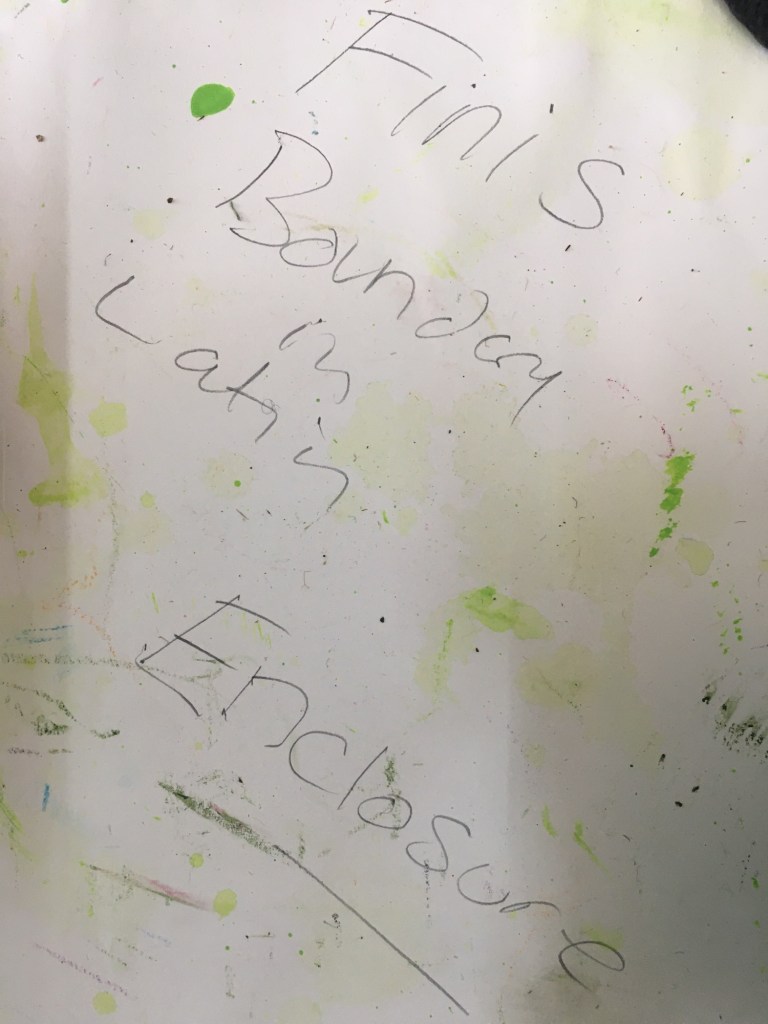 Finis
Boundary
in
Latin
Enclosure